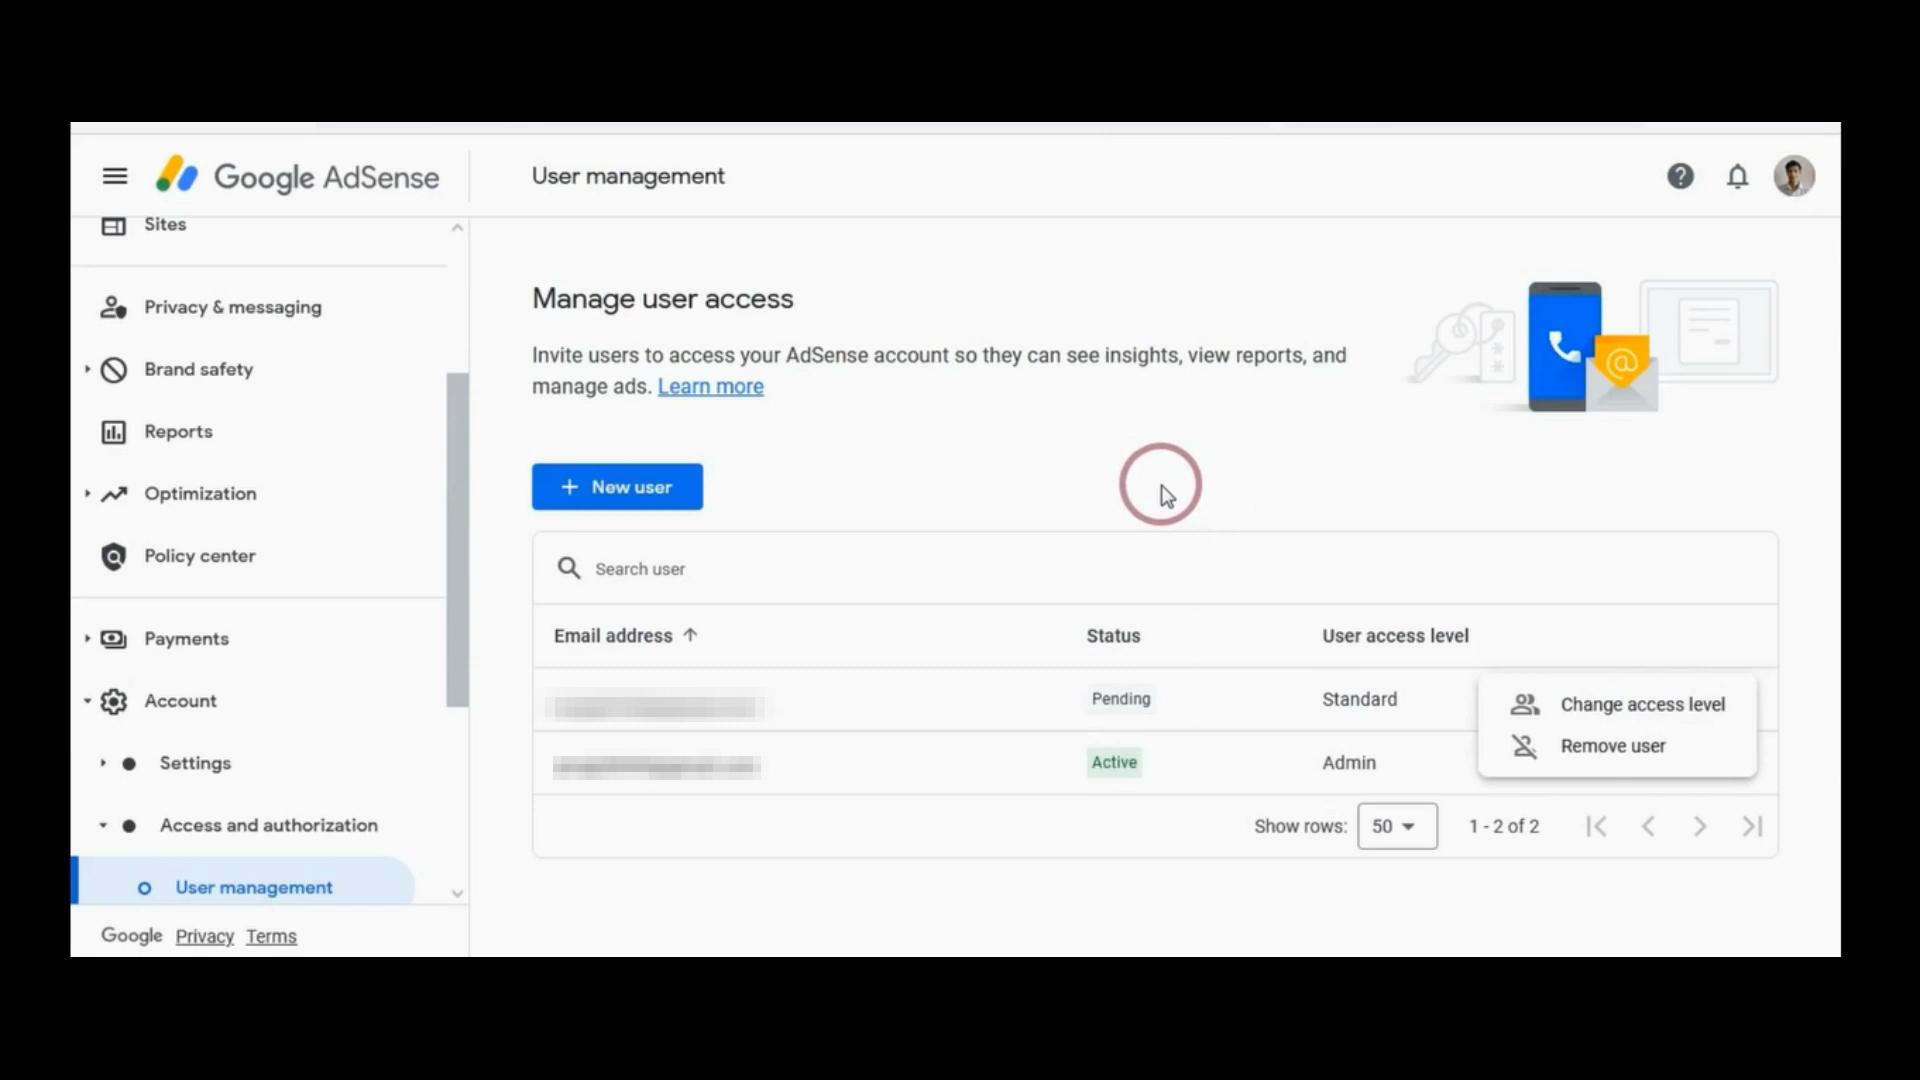 Google AdSense
User management
Sites
Privacy & messaging
Brand safety
Reports
Optimization
Policy center
Payments
Account
Settings
Access and authorization
User management
Google Privacy Terms
Manage user access
Invite users to access your AdSense account so they can see insights, view reports, and
manage ads. Learn more
+ New user
Search user
Email address ↑ Status User access level
Pending Standard
Active Admin
Change access level
Remove user
Show rows: 50 1 - 2 of 2